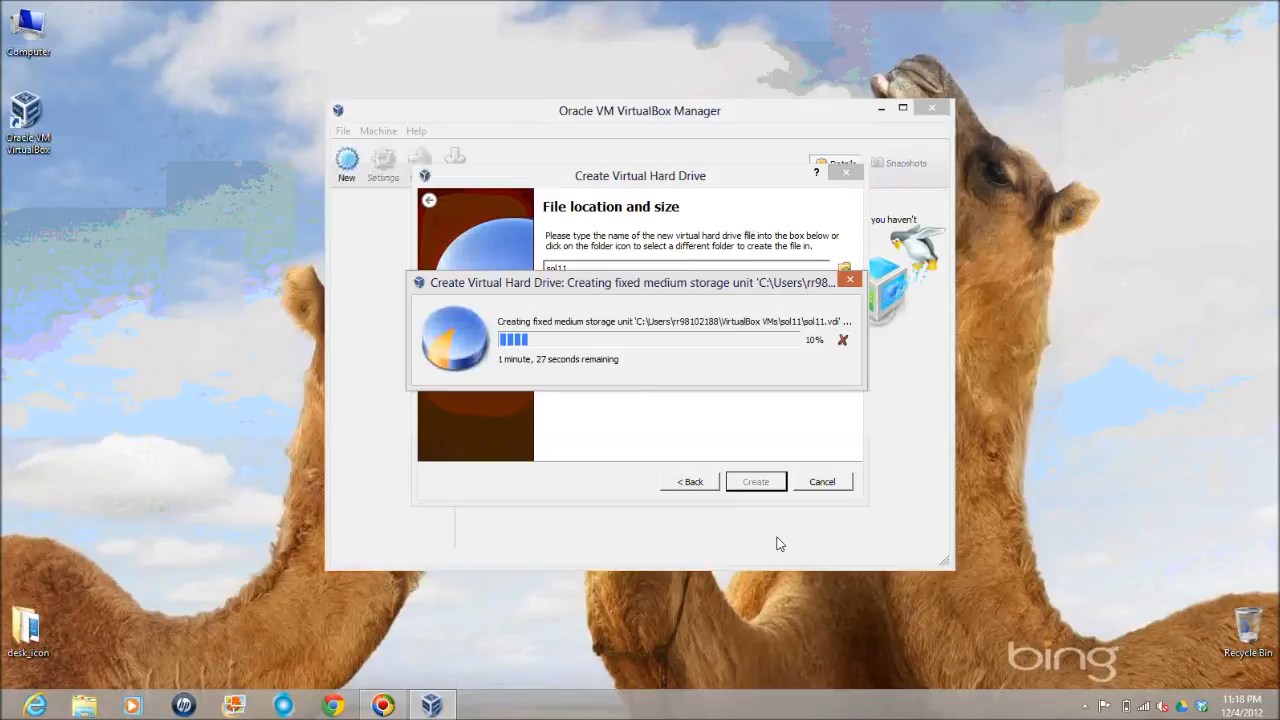 Computer
Oracle VM
VirtualBox
Oracle VM VirtualBox Manager
File Machine Help
New Settings
Details Snapshots
Create Virtual Hard Drive
?
File location and size
you haven't
Please type the name of the new virtual hard drive file into the box below or
click on the folder icon to select a different folder to create the file in.
sol11
Create Virtual Hard Drive: Creating fixed medium storage unit 'C:\Users\rr98...
Creating fixed medium storage unit 'C:\Users\rr98102188\VirtualBox VMs\sol11\sol11.vdi' ...
10%
1 minute, 27 seconds remaining
< Back Create Cancel
desk_icon
Recycle Bin
bing
hp
11:18 PM
12/4/2012